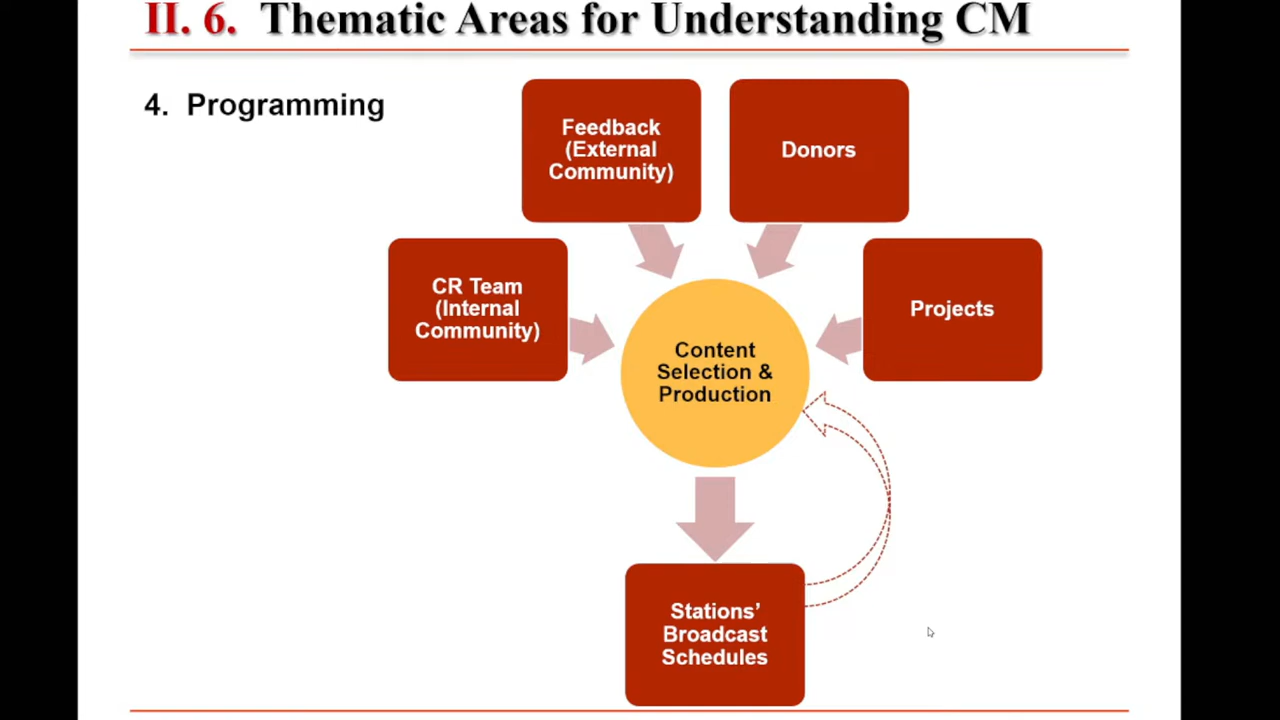 II. 6. Thematic Areas for Understanding CM
4. Programming
Feedback
(External
Community)
Donors
CR Team
(Internal
Community)
Projects
Content
Selection &
Production
Stations’
Broadcast
Schedules